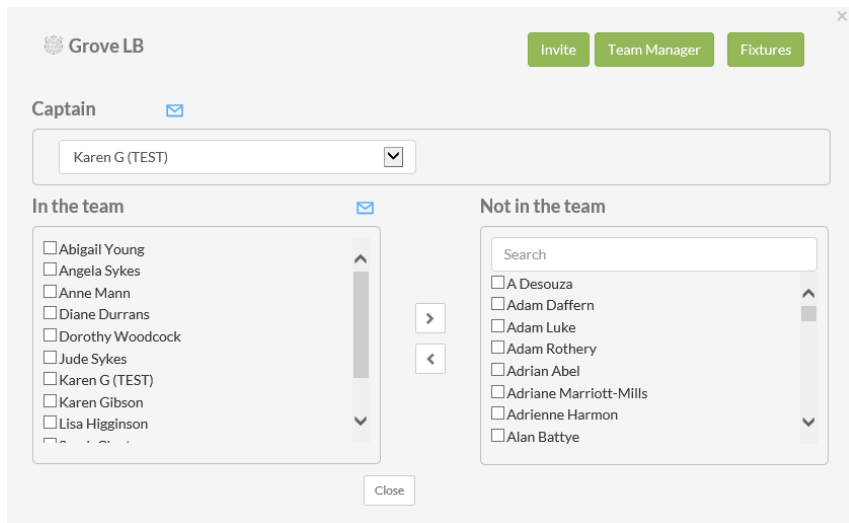 Grove LB
Invite
Team Manager
Fixtures
Captain
Karen G (TEST)
In the team
Abigail Young
Angela Sykes
Anne Mann
Diane Durrans
Dorothy Woodcock
Jude Sykes
Karen G (TEST)
Karen Gibson
Lisa Higginson
Not in the team
Search
A Desouza
Adam Daffern
Adam Luke
Adam Rothery
Adrian Abel
Adriane Marriott-Mills
Adrienne Harmon
Alan Battye
Close